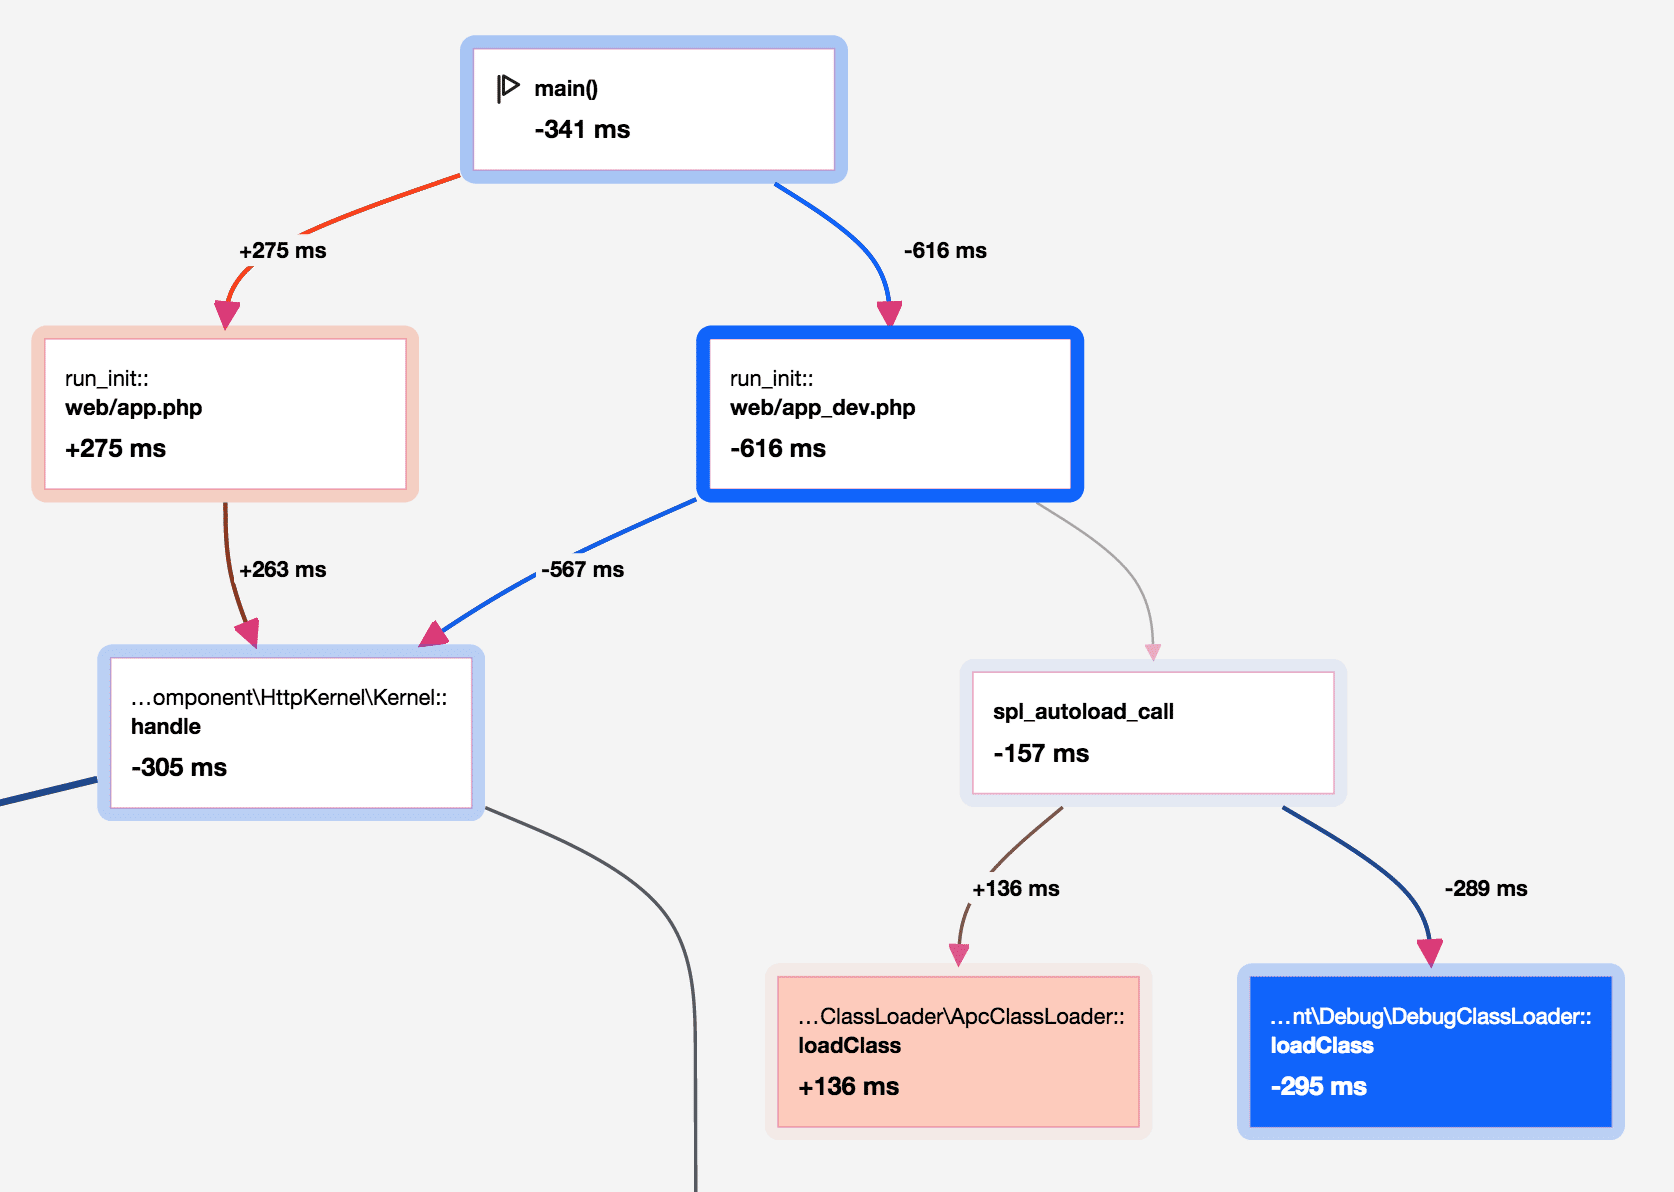 main()
-341 ms
+275 ms
-616 ms
run_init::
web/app.php
+275 ms
run_init::
web/app_dev.php
-616 ms
+263 ms
-567 ms
...omponent\HttpKernel\Kernel::
handle
-305 ms
spl_autoload_call
-157 ms
+136 ms
-289 ms
...ClassLoader\ApcClassLoader::
loadClass
+136 ms
...nt\Debug\DebugClassLoader::
loadClass
-295 ms